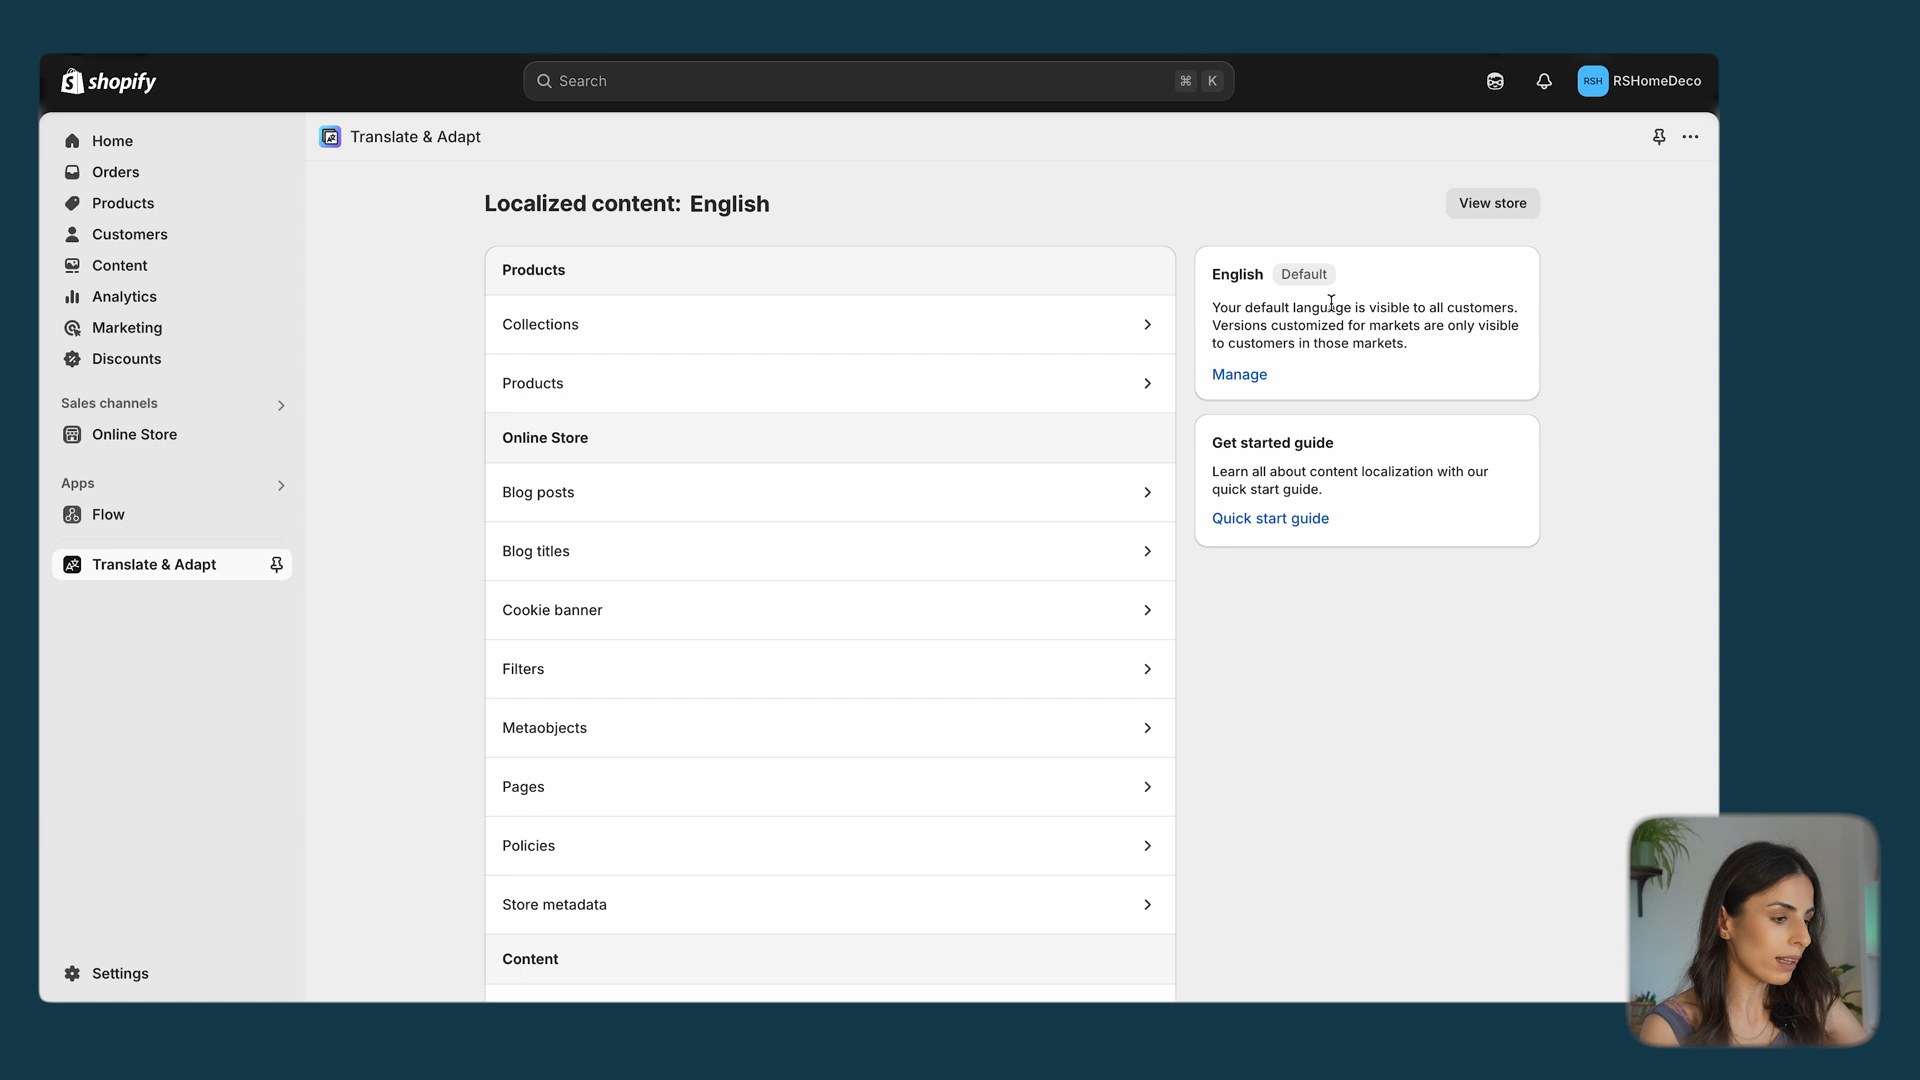 shopify
Search
⌘ K
RSH
RSHomeDeco
Home
Orders
Products
Customers
Content
Analytics
Marketing
Discounts
Sales channels
Online Store
Apps
Flow
Translate & Adapt
Settings
Translate & Adapt
Localized content: English
View store
Products
Collections
Products
Online Store
Blog posts
Blog titles
Cookie banner
Filters
Metaobjects
Pages
Policies
Store metadata
Content
English Default
Your default language is visible to all customers.
Versions customized for markets are only visible
to customers in those markets.
Manage
Get started guide
Learn all about content localization with our
quick start guide.
Quick start guide